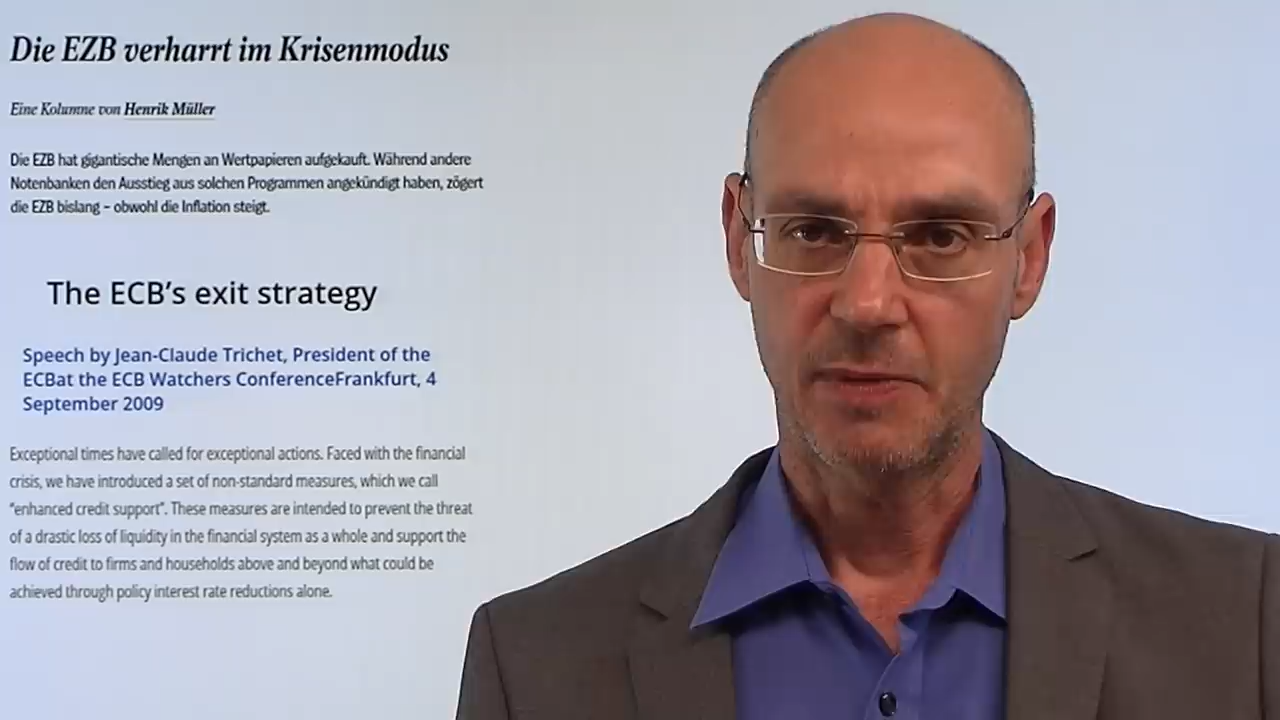 Die EZB verharrt im Krisenmodus
Eine Kolumne von Henrik Müller
Die EZB hat gigantische Mengen an Wertpapieren aufgekauft. Während andere
Notenbanken den Ausstieg aus solchen Programmen angekündigt haben, zögert
die EZB bislang – obwohl die Inflation steigt.
The ECB’s exit strategy
Speech by Jean-Claude Trichet, President of the
ECBat the ECB Watchers ConferenceFrankfurt, 4
September 2009
Exceptional times have called for exceptional actions. Faced with the financial
crisis, we have introduced a set of non-standard measures, which we call
“enhanced credit support”. These measures are intended to prevent the threat
of a drastic loss of liquidity in the financial system as a whole and support the
flow of credit to firms and households above and beyond what could be
achieved through policy interest rate reductions alone.